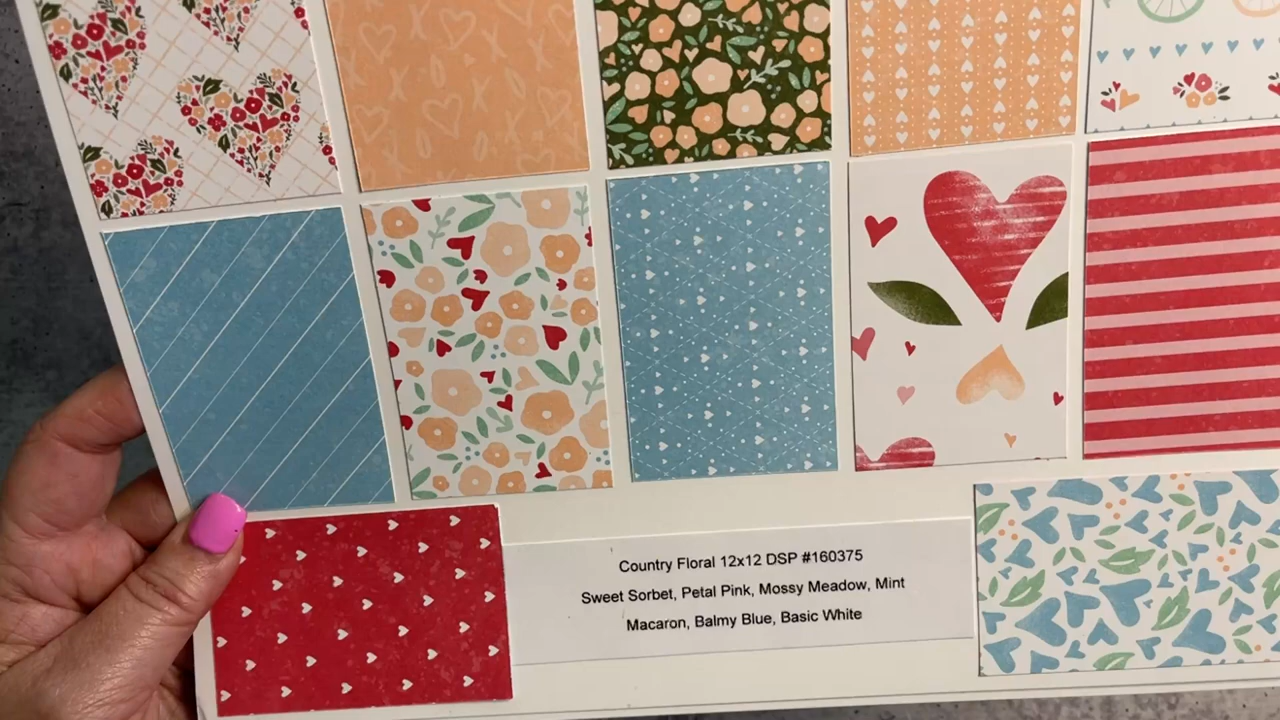 Country Floral 12x12 DSP #160375
Sweet Sorbet, Petal Pink, Mossy Meadow, Mint
Macaron, Balmy Blue, Basic White